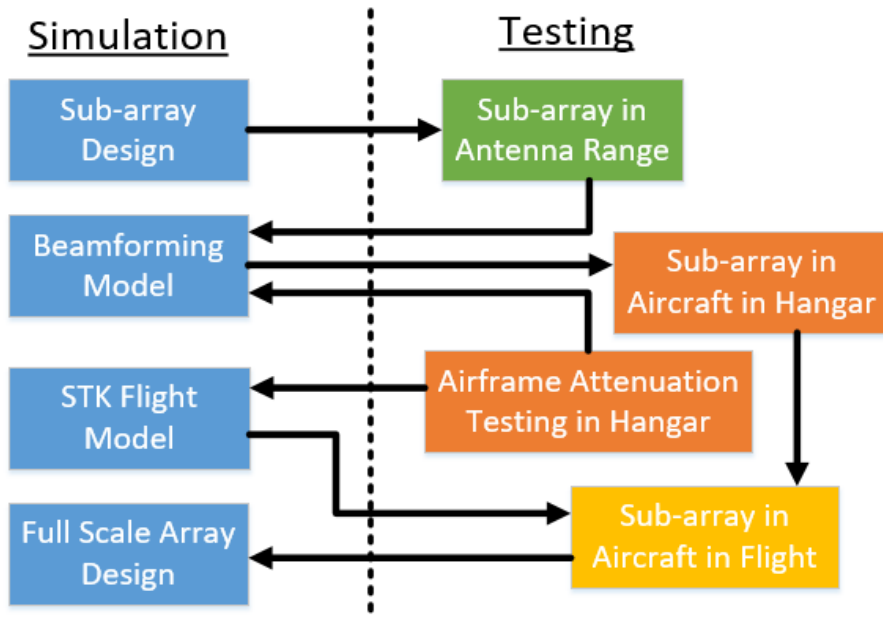 Simulation
Testing
Sub-array
Design
Sub-array in
Antenna Range
Beamforming
Model
Sub-array in
Aircraft in Hangar
STK Flight
Model
Airframe Attenuation
Testing in Hangar
Full Scale Array
Design
Sub-array in
Aircraft in Flight